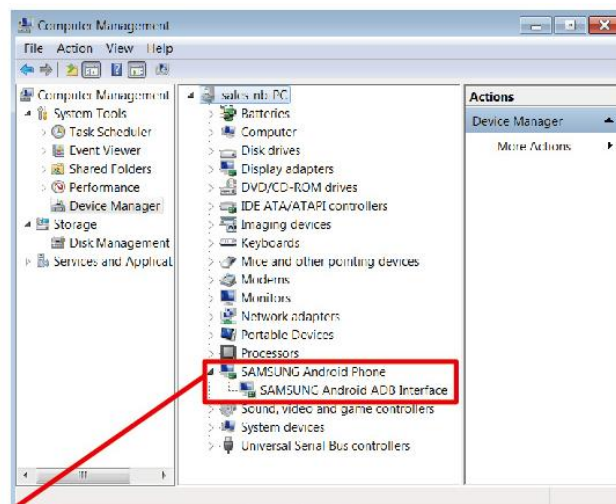 Computer Management
File Action View Help
Computer Management
System Tools
Task Scheduler
Event Viewer
Shared Folders
Performance
Device Manager
Storage
Disk Management
Services and Applicat
sales-nb-PC
Batteries
Computer
Disk drives
Display adapters
DVD/CD-ROM drives
IDE ATA/ATAPI controllers
Imaging devices
Keyboards
Mice and other pointing devices
Modems
Monitors
Network adapters
Portable Devices
Processors
SAMSUNG Android Phone
SAMSUNG Android ADB Interface
Sound, video and game controllers
System devices
Universal Serial Bus controllers
Actions
Device Manager
More Actions